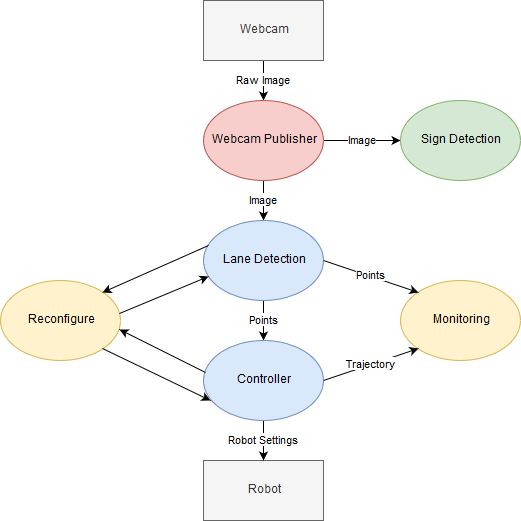 Webcam
Raw Image
Webcam Publisher
Image
Sign Detection
Image
Lane Detection
Points
Reconfigure
Points
Monitoring
Trajectory
Controller
Robot Settings
Robot